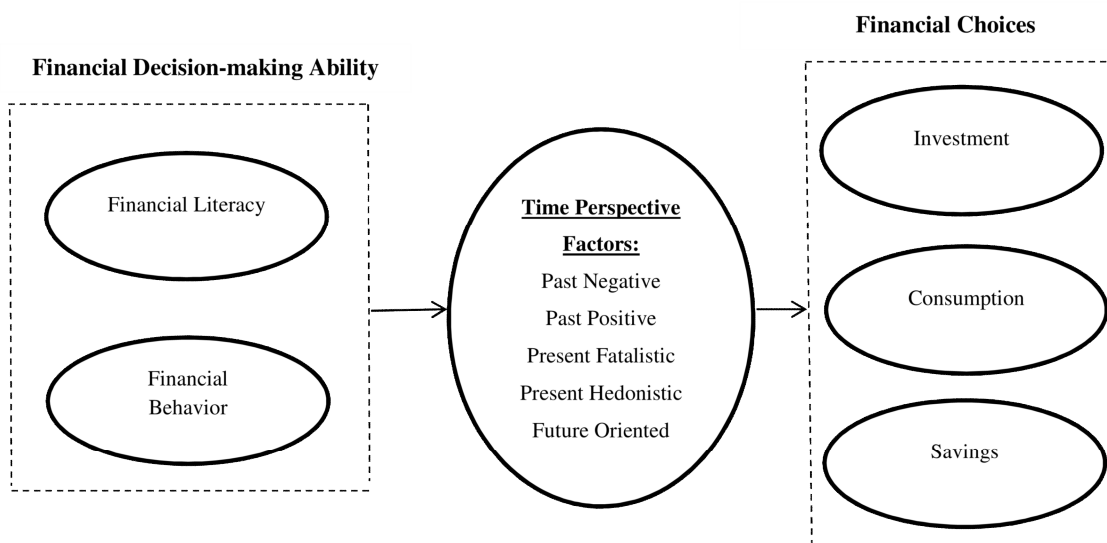 Financial Choices
Financial Decision-making Ability
Financial Literacy
Financial
Behavior
Time Perspective
Factors:
Past Negative
Past Positive
Present Fatalistic
Present Hedonistic
Future Oriented
Investment
Consumption
Savings